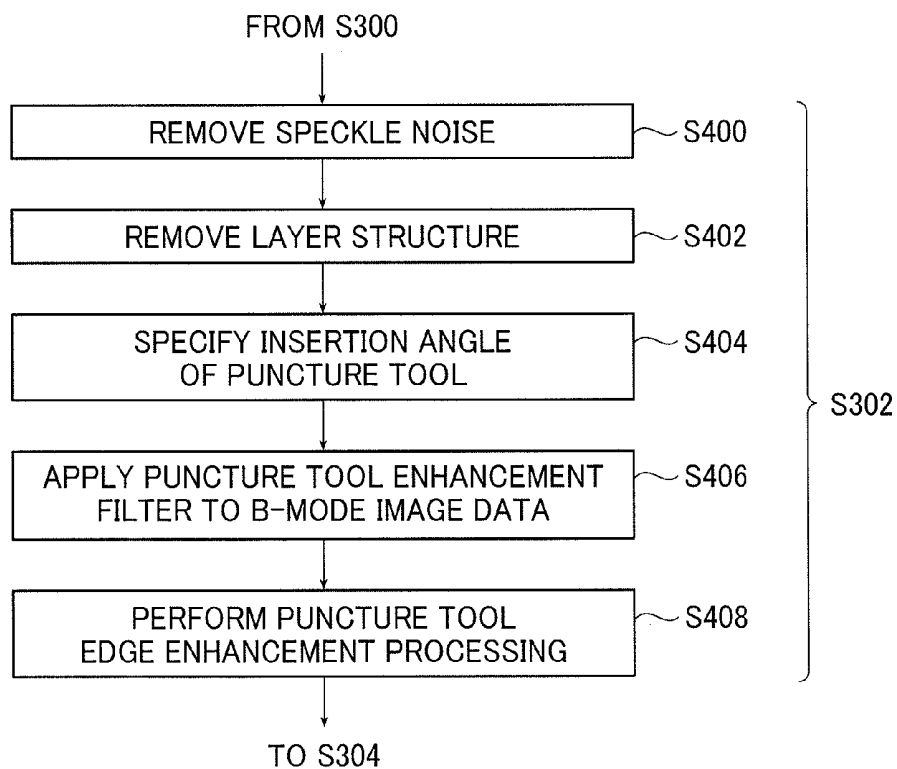 FROM S300
REMOVE SPECKLE NOISE
S400
REMOVE LAYER STRUCTURE
S402
SPECIFY INSERTION ANGLE
OF PUNCTURE TOOL
S404
S302
APPLY PUNCTURE TOOL ENHANCEMENT
FILTER TO B-MODE IMAGE DATA
S406
PERFORM PUNCTURE TOOL
EDGE ENHANCEMENT PROCESSING
S408
TO S304